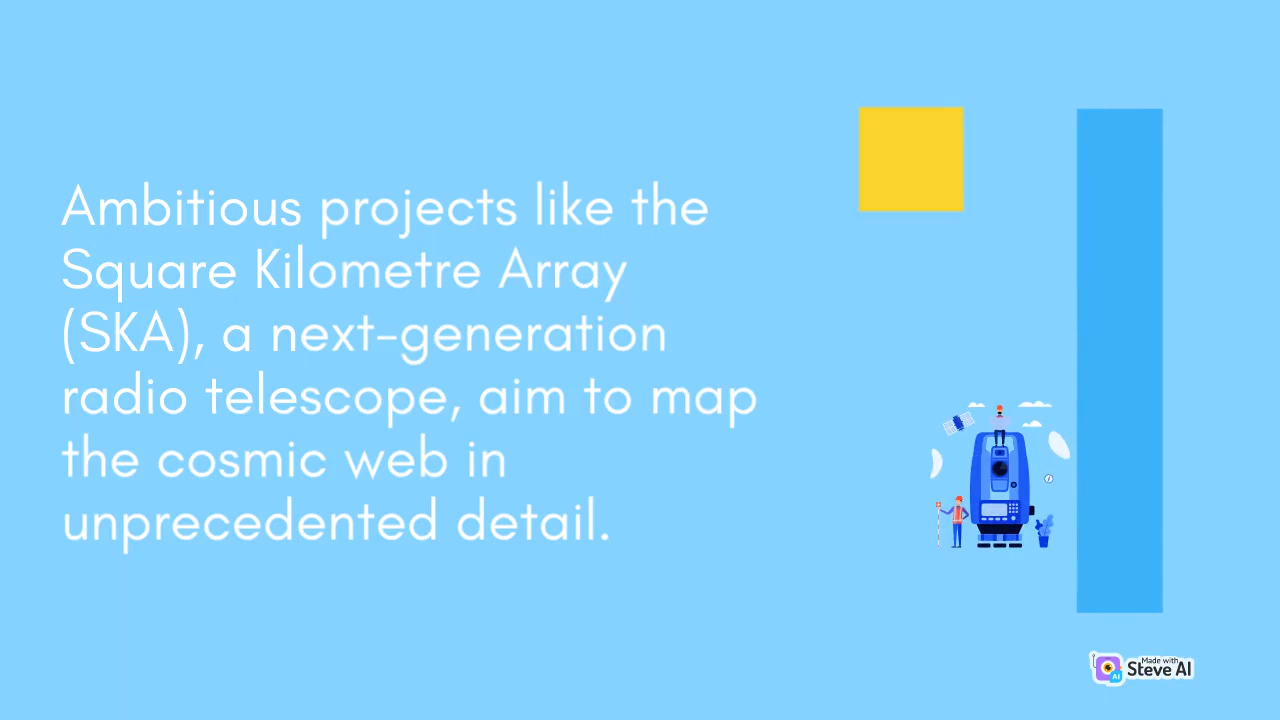 Ambitious projects like the
Square Kilometre Array
(SKA), a next-generation
radio telescope, aim to map
the cosmic web in
unprecedented detail.
Made with
Steve AI
AI